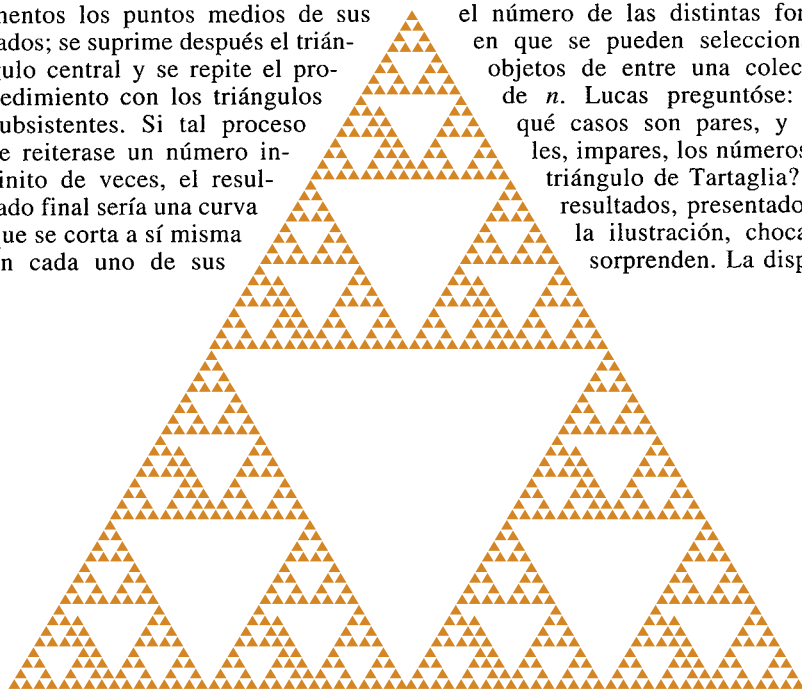 mentos los puntos medios de sus
ados; se suprime después el trián-
gulo central y se repite el pro-
edimiento con los triángulos
ubsistentes. Si tal proceso
e reiterase un número in-
inito de veces, el resul-
ado final sería una curva
que se corta a sí misma
n cada uno de sus
el número de las distintas for
en que se pueden seleccion
objetos de entre una colec
de n. Lucas preguntóse:
qué casos son pares, y
les, impares, los números
triángulo de Tartaglia?
resultados, presentado
la ilustración, choca
sorprenden. La disp